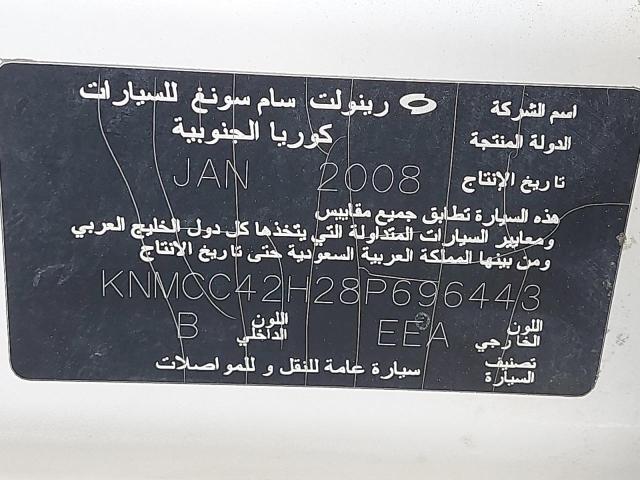 اسم الشركة رينولت سام سونغ للسيارات
الدولة المنتجة كوريا الجنوبية
تاريخ الإنتاج JAN 2008
هذه السيارة تطابق جميع مقاييس
ومعايير السيارات المتداولة التي يتخذها كل دول الخليج العربي
ومن بينها المملكة العربية السعودية حتى تاريخ الانتاج
KNMCC42H28P696443
اللون الخارجي EEA اللون الداخلي B
تصنيف السيارة سيارة عامة للنقل و للمواصلات